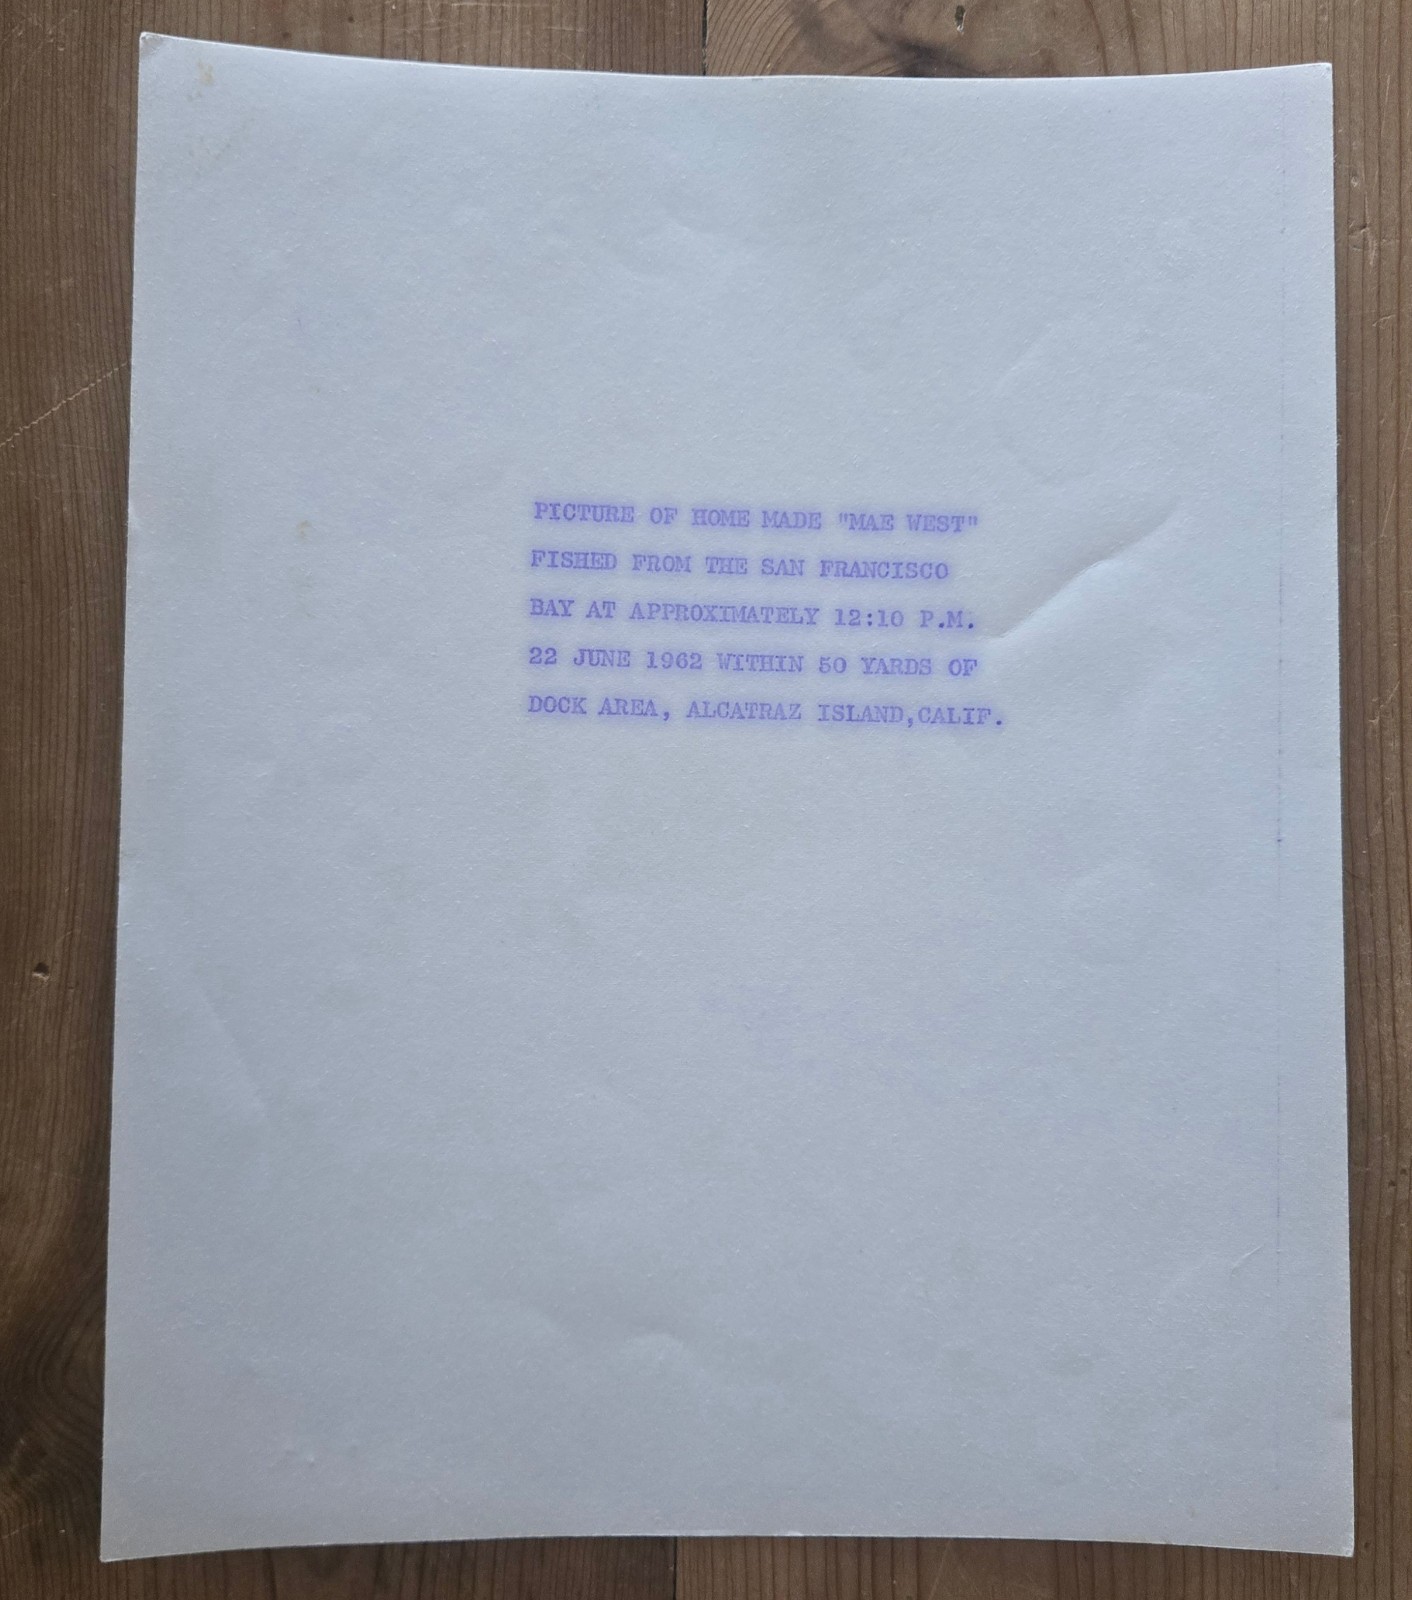 PICTURE OF HOME MADE "MAE WEST"
FISHED FROM THE SAN FRANCISCO
BAY AT APPROXIMATELY 12:10 P.M.
22 JUNE 1962 WITHIN 50 YARDS OF
DOCK AREA, ALCATRAZ ISLAND,CALIF.